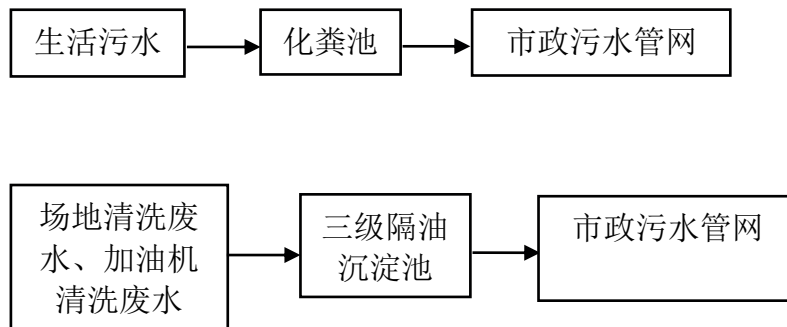 生活污水
化粪池
市政污水管网
场地清洗废
水、加油机
清洗废水
三级隔油
沉淀池
市政污水管网